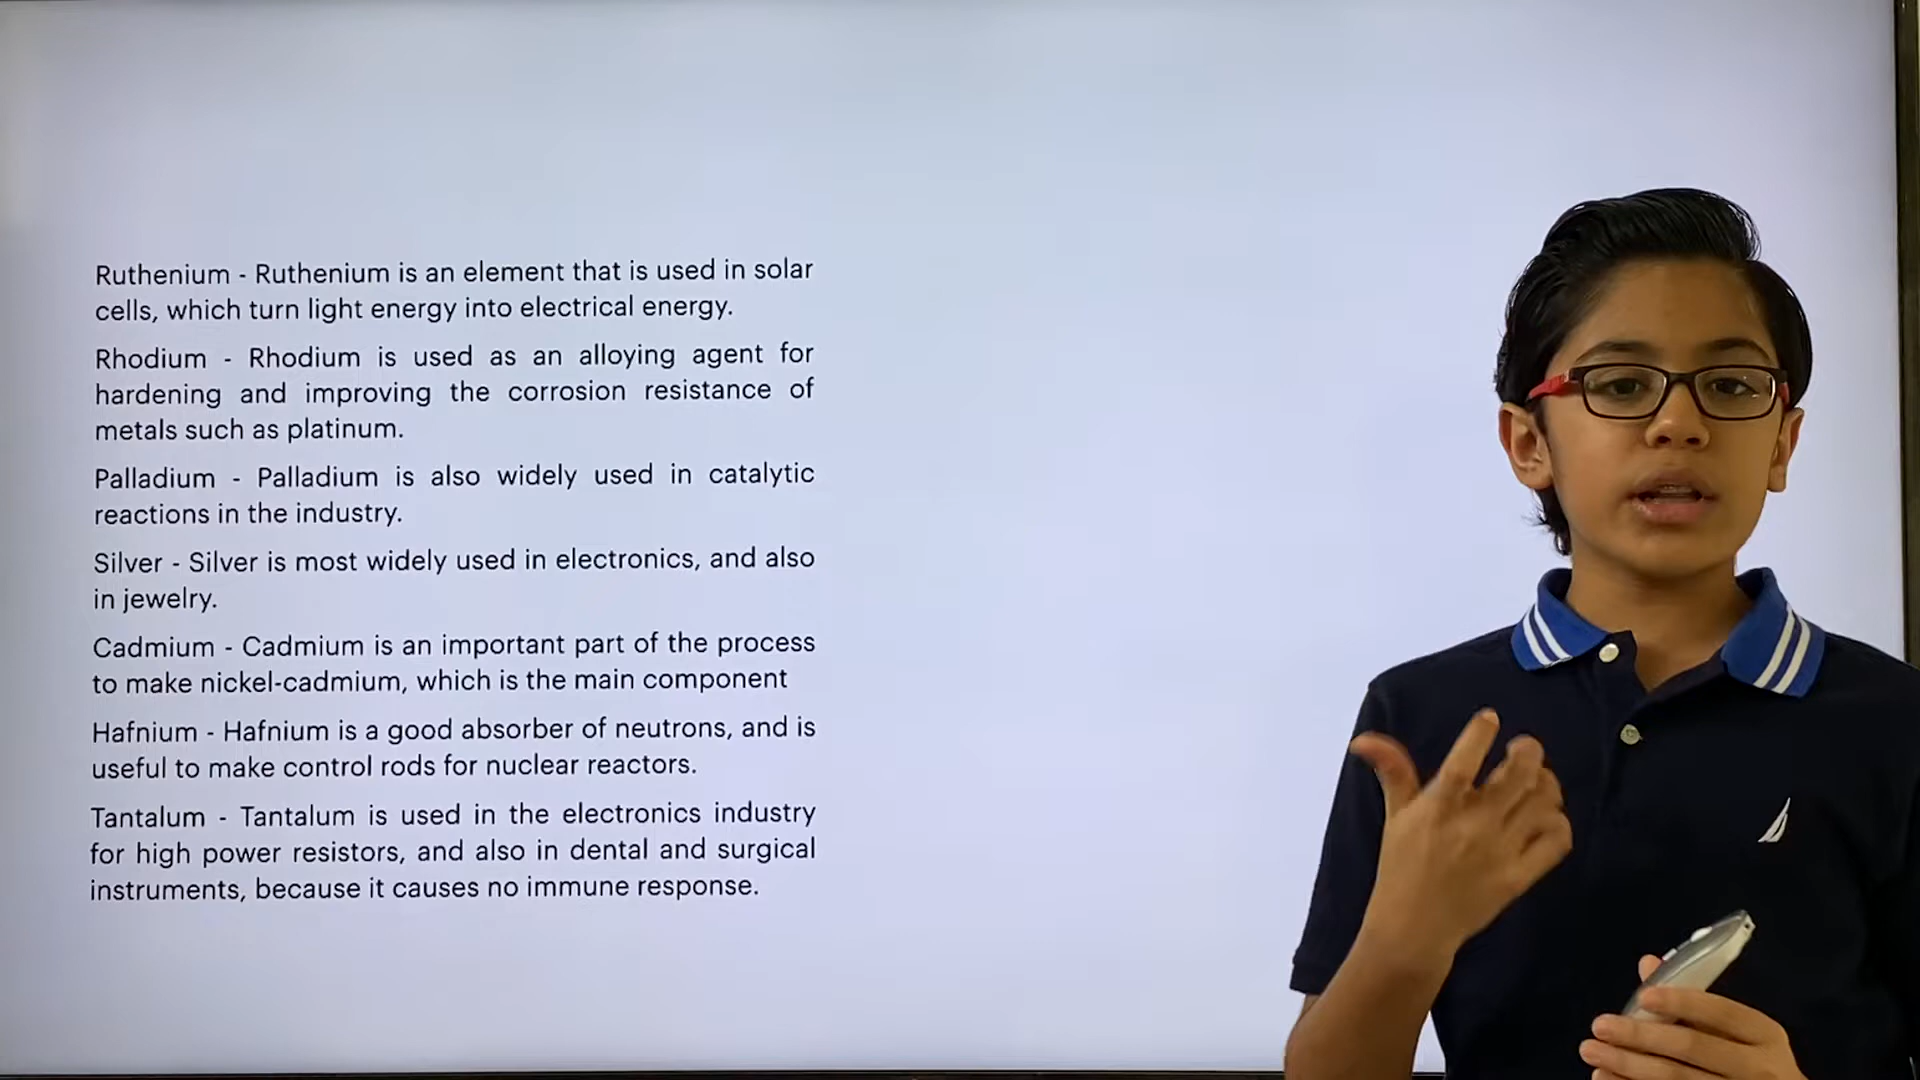 Ruthenium - Ruthenium is an element that is used in solar
cells, which turn light energy into electrical energy.
Rhodium - Rhodium is used as an alloying agent for
hardening and improving the corrosion resistance of
metals such as platinum.
Palladium - Palladium is also widely used in catalytic
reactions in the industry.
Silver - Silver is most widely used in electronics, and also
in jewelry.
Cadmium - Cadmium is an important part of the process
to make nickel-cadmium, which is the main component
Hafnium - Hafnium is a good absorber of neutrons, and is
useful to make control rods for nuclear reactors.
Tantalum - Tantalum is used in the electronics industry
for high power resistors, and also in dental and surgical
instruments, because it causes no immune response.